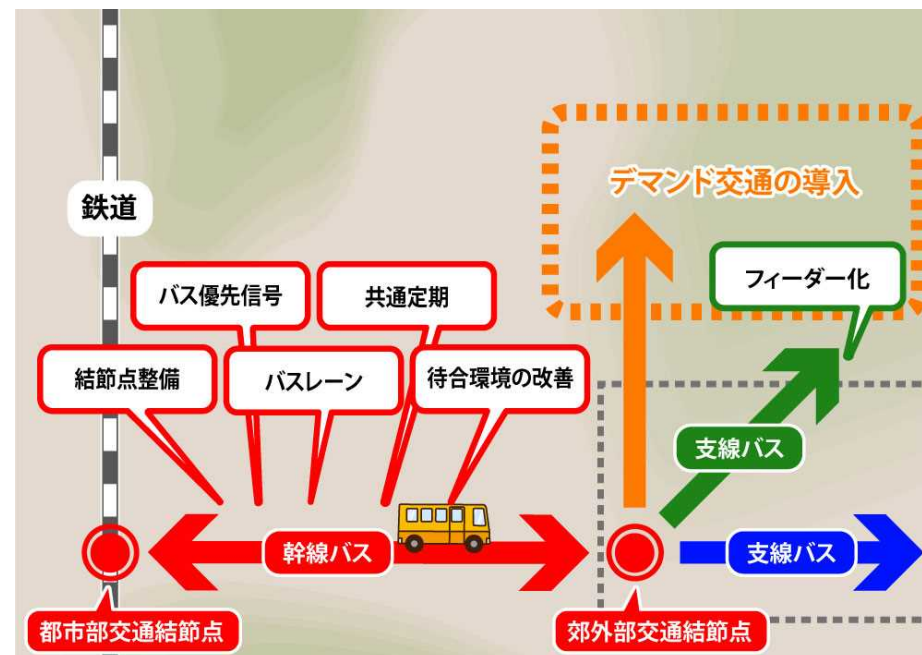 デマンド交通の導入
鉄道
フィーダー化
バス優先信号
共通定期
結節点整備
バスレーン
待合環境の改善
支線バス
幹線バス
支線バス
都市部交通結節点
郊外部交通結節点